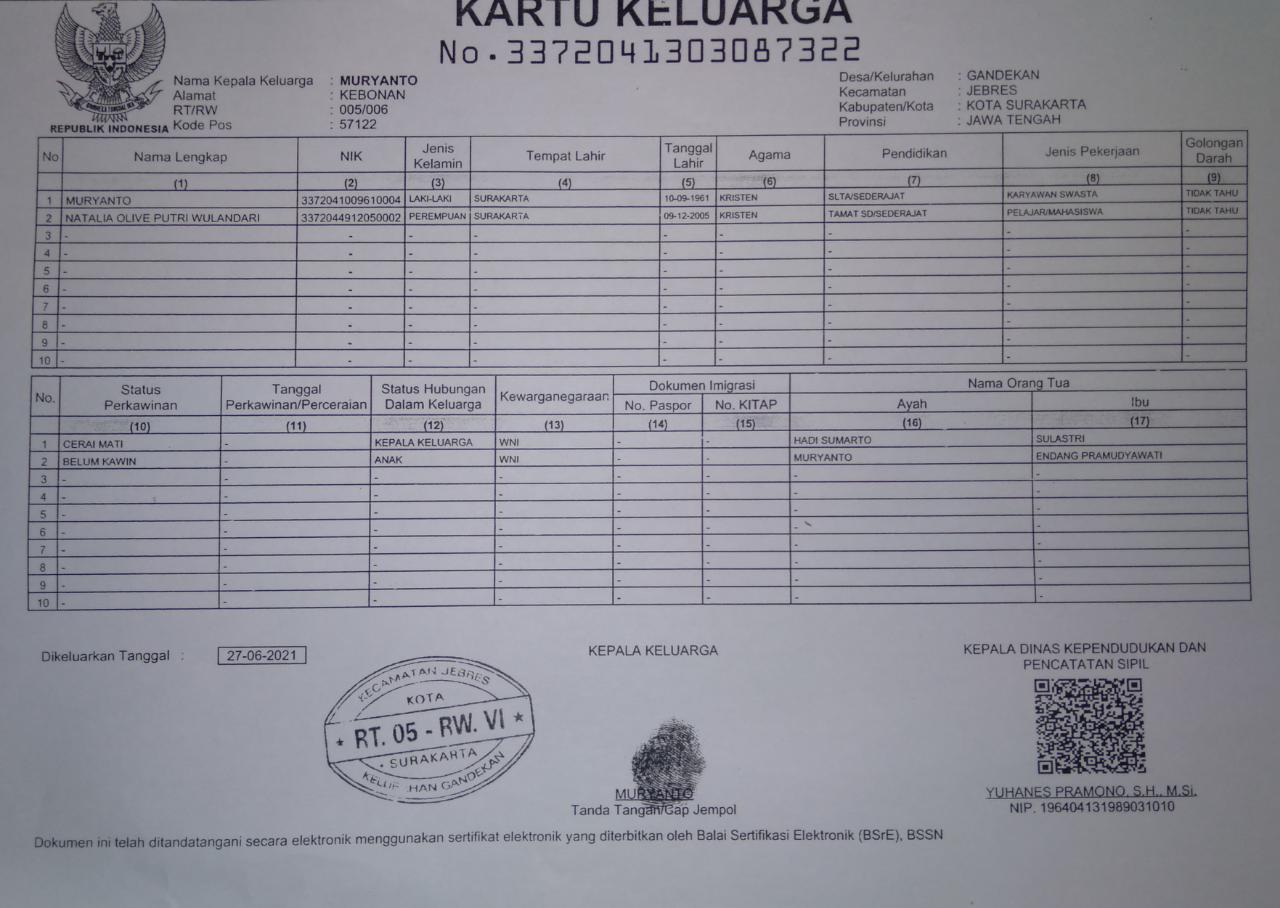 KARTU KELUARGA
No.3372041303087322
REPUBLIK INDONESIA
Nama Kepala Keluarga : MURYANTO
Alamat : KEBONAN
RT/RW : 005/006
Kode Pos : 57122
Desa/Kelurahan : GANDEKAN
Kecamatan : JEBRES
Kabupaten/Kota : KOTA SURAKARTA
Provinsi : JAWA TENGAH
No Nama Lengkap NIK Jenis Kelamin Tempat Lahir Tanggal Lahir Agama Pendidikan Jenis Pekerjaan Golongan Darah
(1) (2) (3) (4) (5) (6) (7) (8) (9)
1 MURYANTO 3372041009610004 LAKI-LAKI SURAKARTA 10-09-1961 KRISTEN SLTA/SEDERAJAT KARYAWAN SWASTA TIDAK TAHU
2 NATALIA OLIVE PUTRI WULANDARI 3372044912050002 PEREMPUAN SURAKARTA 09-12-2005 KRISTEN TAMAT SD/SEDERAJAT PELAJAR/MAHASISWA TIDAK TAHU
3 - - - - - - - - -
4 - - - - - - - - -
5 - - - - - - - - -
6 - - - - - - - - -
7 - - - - - - - - -
8 - - - - - - - - -
9 - - - - - - - - -
10 - - - - - - - - -
No. Status Perkawinan Tanggal Perkawinan/Perceraian Status Hubungan Dalam Keluarga Kewarganegaraan Dokumen Imigrasi Nama Orang Tua
No. Paspor No. KITAP Ayah Ibu
(10) (11) (12) (13) (14) (15) (16) (17)
1 CERAI MATI - KEPALA KELUARGA WNI - - HADI SUMARTO SULASTRI
2 BELUM KAWIN - ANAK WNI - - MURYANTO ENDANG PRAMUDYAWATI
3 - - - - - - - -
4 - - - - - - - -
5 - - - - - - - -
6 - - - - - - - -
7 - - - - - - - -
8 - - - - - - - -
9 - - - - - - - -
10 - - - - - - - -
Dikeluarkan Tanggal : 27-06-2021
KECAMATAN JEBRES
KOTA
* RT. 05 - RW. VI *
SURAKARTA
GANDEKAN
KEPALA KELUARGA
MURYANTO
Tanda Tangan/Cap Jempol
KEPALA DINAS KEPENDUDUKAN DAN
PENCATATAN SIPIL
YUHANES PRAMONO, S.H., M.Si.
NIP. 196404131989031010
Dokumen ini telah ditandatangani secara elektronik menggunakan sertifikat elektronik yang diterbitkan oleh Balai Sertifikasi Elektronik (BSrE), BSSN